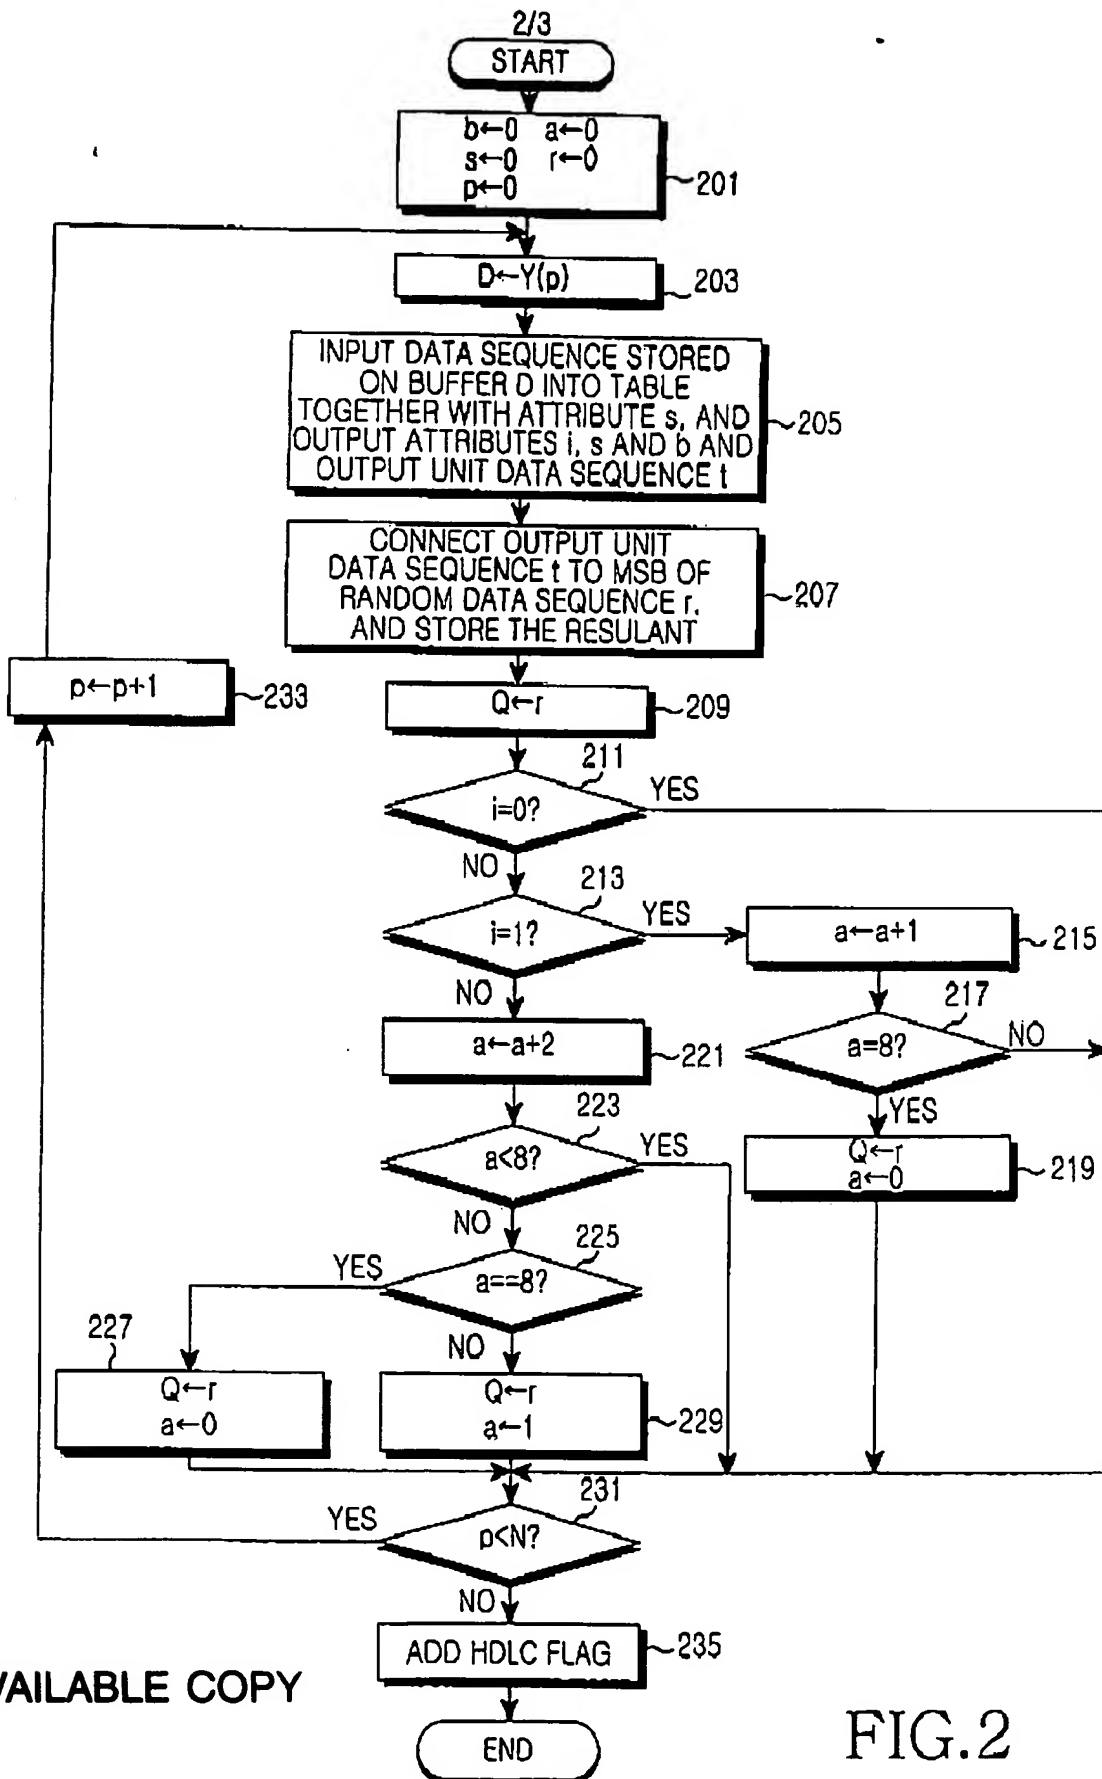 2/3
START
b←0 a←0
s←0 r←0
p←0
201
D←Y(p)
203
INPUT DATA SEQUENCE STORED
ON BUFFER D INTO TABLE
TOGETHER WITH ATTRIBUTE s, AND
OUTPUT ATTRIBUTES i, s AND b AND
OUTPUT UNIT DATA SEQUENCE t
205
CONNECT OUTPUT UNIT
DATA SEQUENCE t TO MSB OF
RANDOM DATA SEQUENCE r,
AND STORE THE RESULANT
207
p←p+1
233
Q←r
209
211
i=0?
YES
NO
213
i=1?
YES
NO
a←a+1
215
217
a=8?
NO
YES
a←a+2
221
223
a<8?
YES
NO
Q←r
a←0
219
225
a==8?
YES
NO
227
Q←r
a←0
Q←r
a←1
229
231
p<N?
YES
NO
ADD HDLC FLAG
235
END
VAILABLE COPY
FIG.2